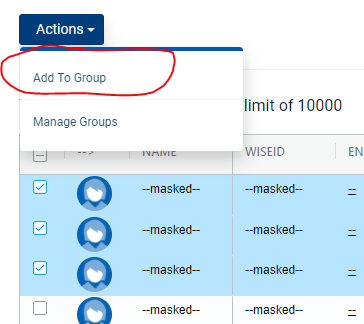 Actions
Add To Group
Manage Groups
limit of 10000
NAME WISEID EN
--masked-- --masked-- --
--masked-- --masked-- --
--masked-- --masked-- --
--masked-- --masked-- --